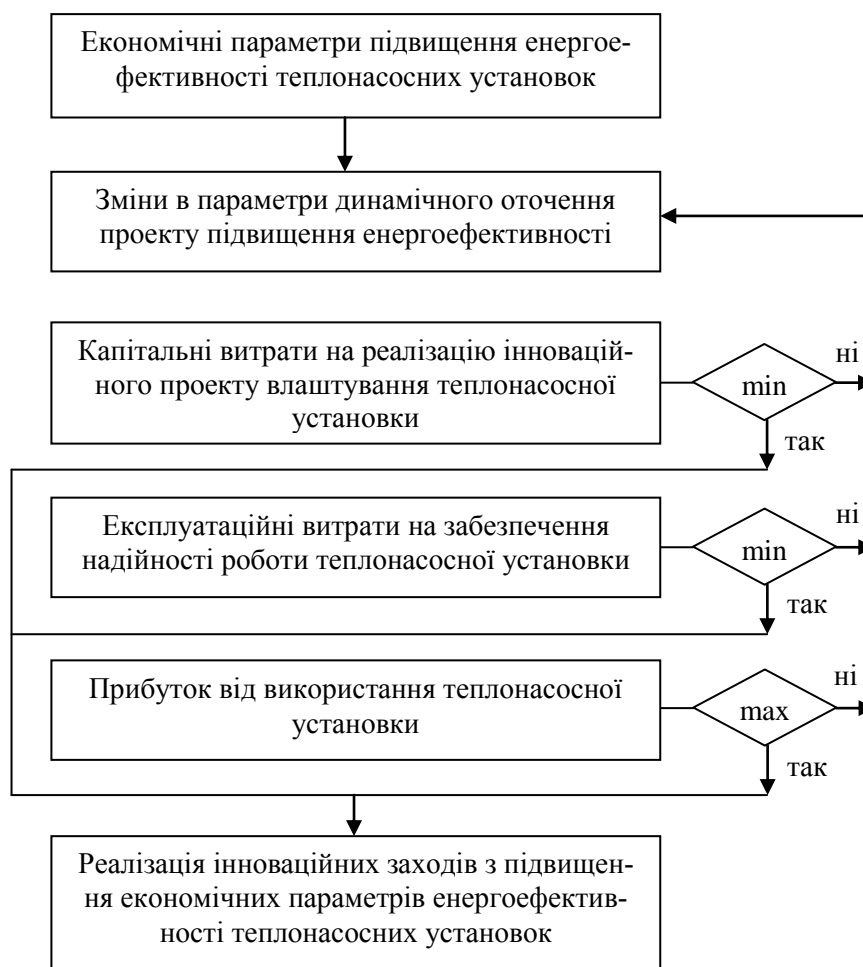 Економічні параметри підвищення енергое-
фективності теплонасосних установок
Зміни в параметри динамічного оточення
проекту підвищення енергоефективності
Капітальні витрати на реалізацію інновацій-
ного проекту влаштування теплонасосної
установки
min
ні
так
Експлуатаційні витрати на забезпечення
надійності роботи теплонасосної установки
min
ні
так
Прибуток від використання теплонасосної
установки
max
ні
так
Реалізація інноваційних заходів з підвищен-
ня економічних параметрів енергоефектив-
ності теплонасосних установок